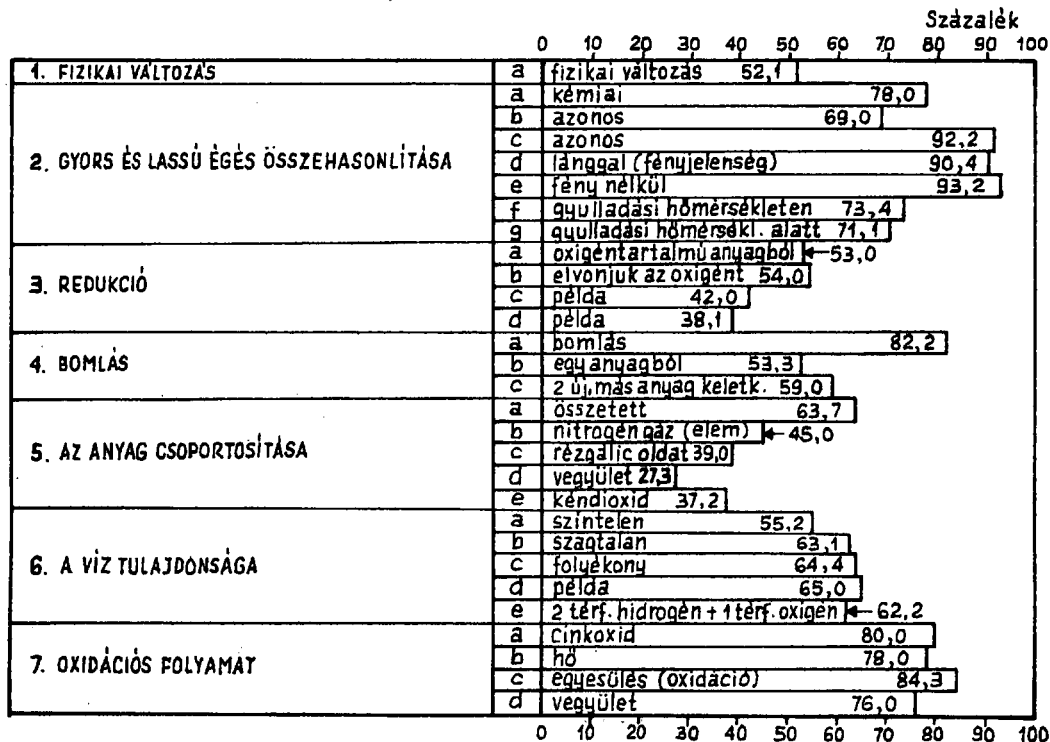 Százalék
0 10 20 30 40 50 60 70 80 90 100
1. FIZIKAI VÁLTOZÁS
a fizikai változás 52,1
2. GYORS ÉS LASSÚ ÉGÉS ÖSSZEHASONLÍTÁSA
a kémiai 78,0
b azonos 69,0
c azonos 92,2
d lánggal (fényjelenség) 90,4
e fény nélkül 93,2
f gyulladási hőmérsékleten 73,4
g gyulladási hőmérsékl. alatt 71,1
3. REDUKCIÓ
a oxigéntartalmú anyagból ←53,0
b elvonjuk az oxigént 54,0
c példa 42,0
d példa 38,1
4. BOMLÁS
a bomlás 82,2
b egy anyagból 53,3
c 2 új, más anyag keletk. 59,0
5. AZ ANYAG CSOPORTOSÍTÁSA
a összetett 63,7
b nitrogén gáz (elem) ←45,0
c rézgálic oldat 39,0
d vegyület 27,3
e kéndioxid 37,2
6. A VÍZ TULAJDONSÁGA
a színtelen 55,2
b szagtalan 63,1
c folyékony 64,4
d példa 65,0
e 2 térf. hidrogén + 1 térf. oxigén ←62,2
7. OXIDÁCIÓS FOLYAMAT
a cinkoxid 80,0
b hő 78,0
c egyesülés (oxidáció) 84,3
d vegyület 76,0
0 10 20 30 40 50 60 70 80 90 100